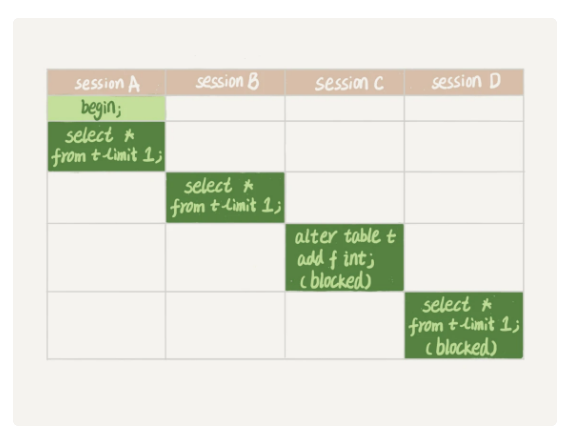 session A session B session C session D
begin;
select *
from t limit 1;
select *
from t limit 1;
alter table t
add f int;
(blocked)
select *
from t limit 1;
(blocked)